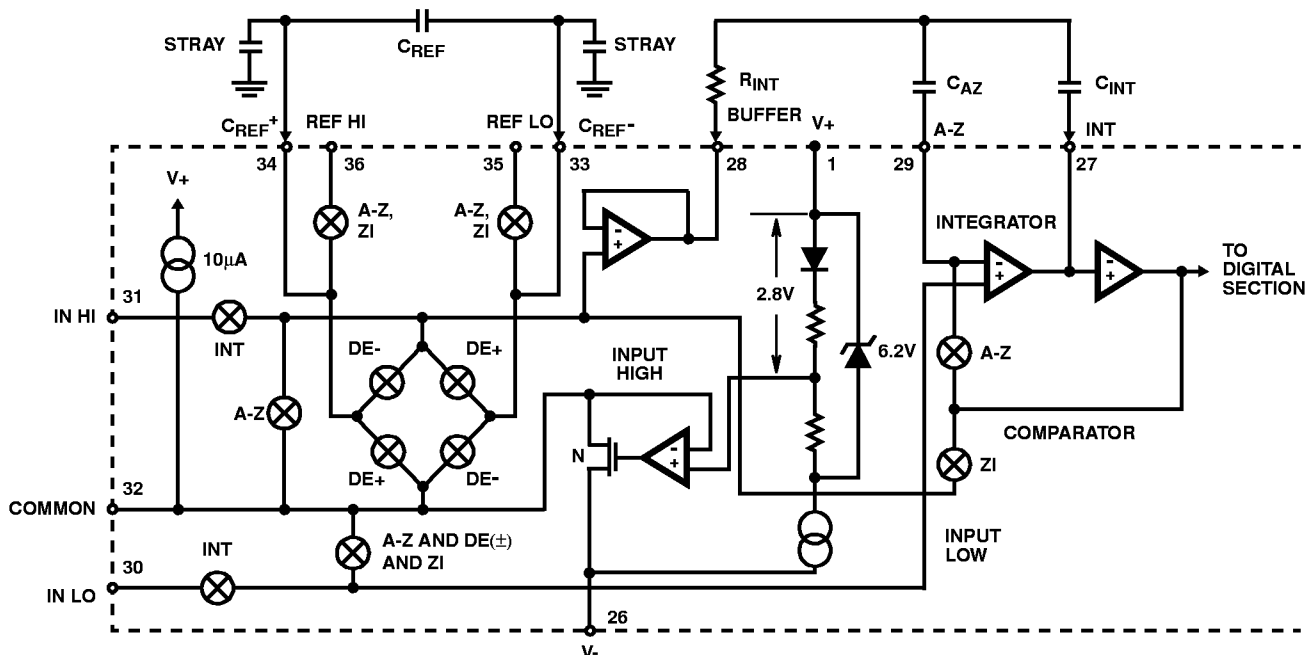 STRAY
CREF
STRAY
RINT
CAZ
CINT
CREF+
REF HI
REF LO
CREF-
BUFFER
V+
A-Z
INT
34
36
35
33
28
1
29
27
V+
A-Z,
ZI
A-Z,
ZI
-
+
INTEGRATOR
10µA
2.8V
-
+
-
+
TO
DIGITAL
SECTION
31
IN HI
INT
DE-
DE+
INPUT
HIGH
6.2V
A-Z
A-Z
N
-
+
COMPARATOR
DE+
DE-
ZI
32
COMMON
INT
A-Z AND DE(±)
AND ZI
INPUT
LOW
30
IN LO
26
V-